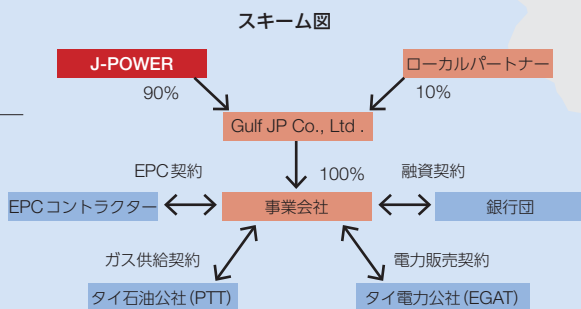 スキーム図
J-POWER
ローカルパートナー
90%
10%
Gulf JP Co., Ltd .
100%
EPC契約
融資契約
EPCコントラクター
事業会社
銀行団
ガス供給契約
電力販売契約
タイ石油公社(PTT)
タイ電力公社(EGAT)